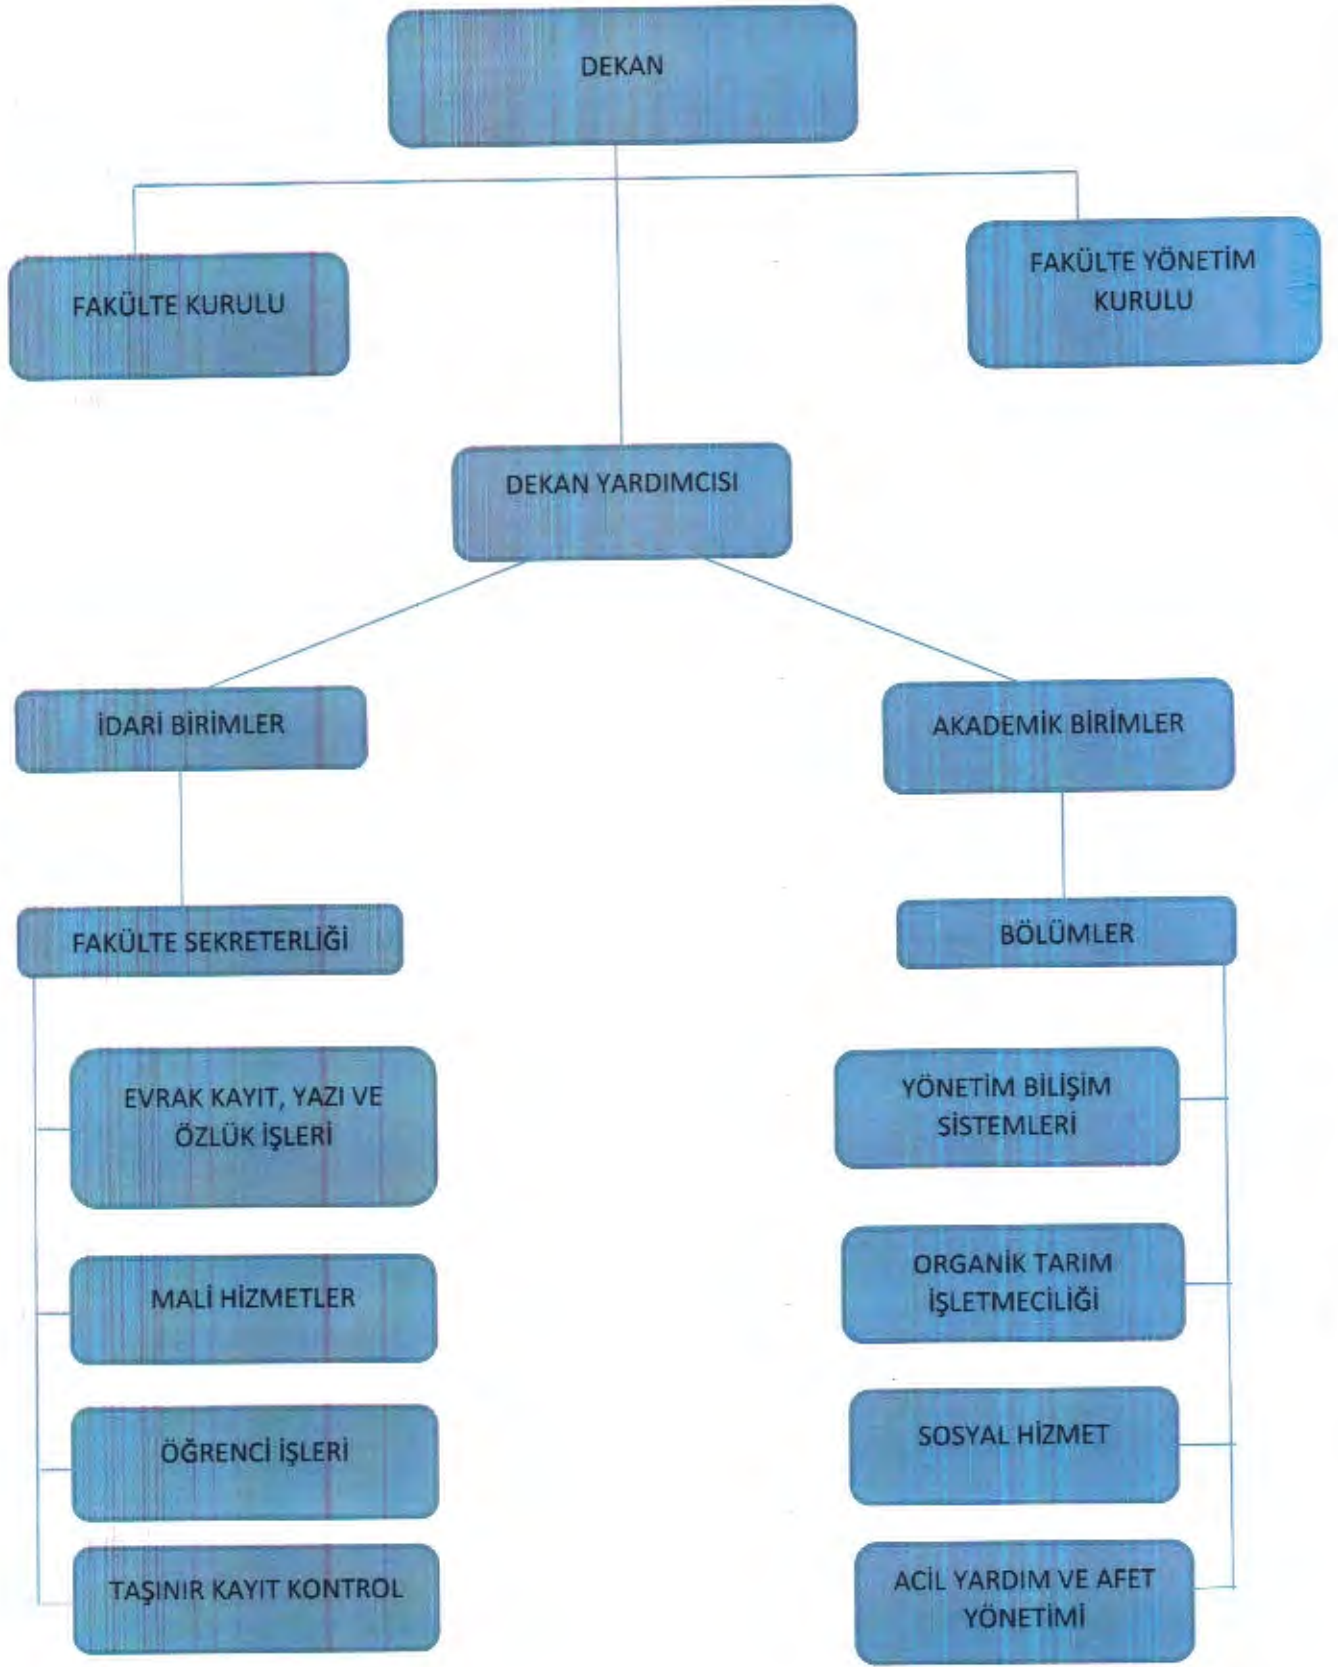 DEKAN
FAKÜLTE KURULU
FAKÜLTE YÖNETİM
KURULU
DEKAN YARDIMCISI
İDARİ BİRİMLER
AKADEMİK BİRİMLER
FAKÜLTE SEKRETERLİĞİ
BÖLÜMLER
EVRAK KAYIT, YAZI VE
ÖZLÜK İŞLERİ
YÖNETİM BİLİŞİM
SİSTEMLERİ
MALİ HİZMETLER
ORGANİK TARIM
İŞLETMECİLİĞİ
ÖĞRENCİ İŞLERİ
SOSYAL HİZMET
TAŞINIR KAYIT KONTROL
ACİL YARDIM VE AFET
YÖNETİMİ